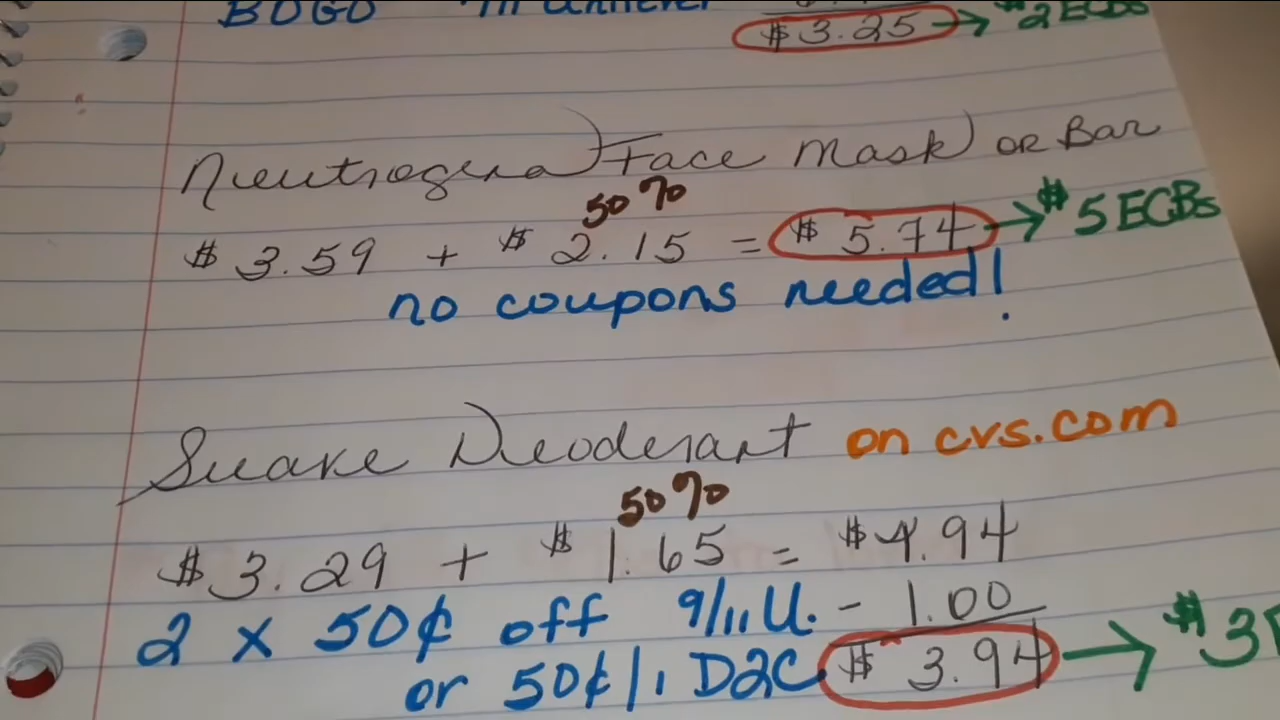 BOGO
$3.25 → $2 ECBs
Neutrogena Face Mask or Bar
50%
$3.59 + $2.15 = $5.74 → $5 ECBs
no coupons needed!
Suave Deoderant on cvs.com
50%
$3.29 + $1.65 = $4.94
2 x 50¢ off 9/11 U. - 1.00
or 50¢/1 D2C $3.94 → $3